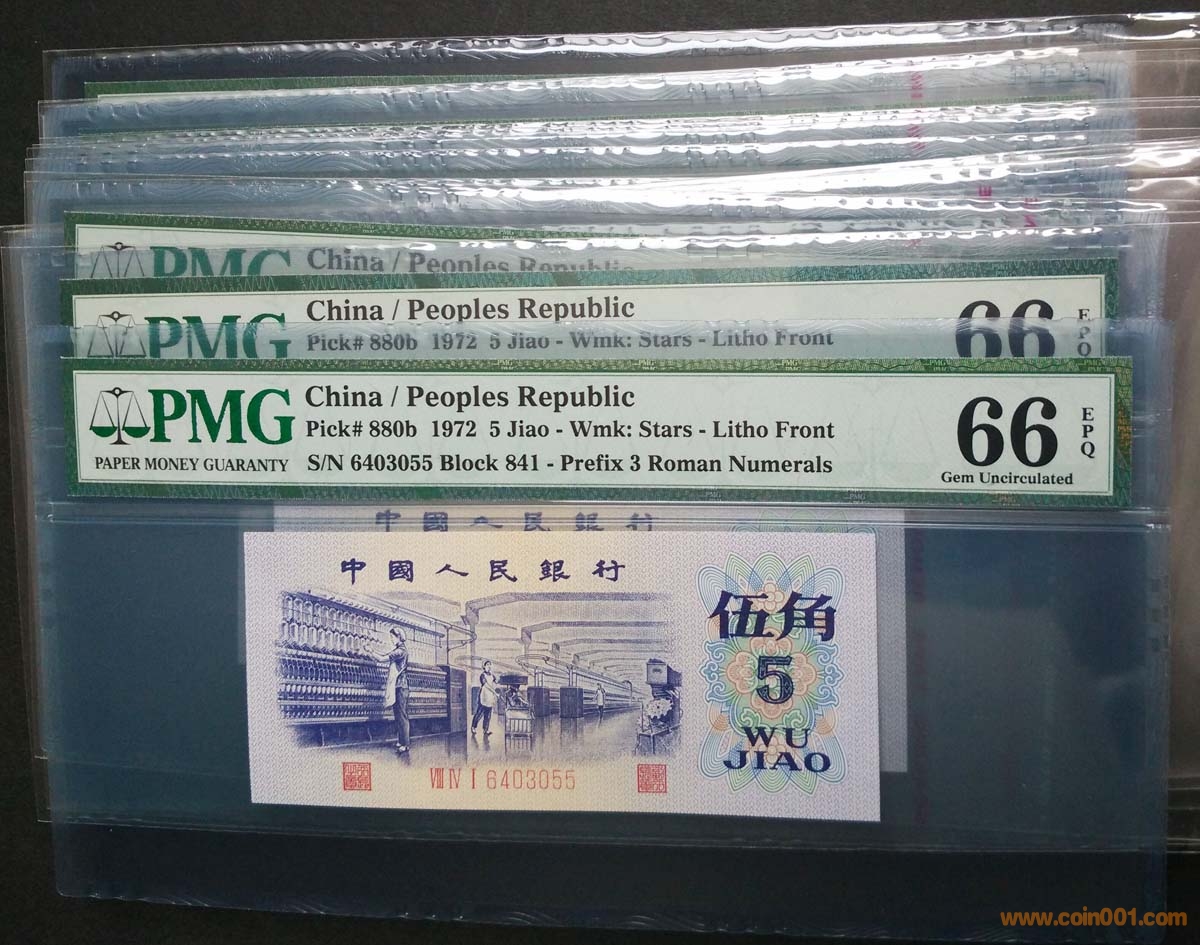 PMG
China / Peoples Republic
PMG
China / Peoples Republic
Pick# 880b 1972 5 Jiao - Wmk: Stars - Litho Front
66
EPQ
PMG
PAPER MONEY GUARANTY
China / Peoples Republic
Pick# 880b 1972 5 Jiao - Wmk: Stars - Litho Front
S/N 6403055 Block 841 - Prefix 3 Roman Numerals
66
EPQ
Gem Uncirculated
中國人民銀行
中國人民銀行
伍角
5
WU
JIAO
VIII IV I 6403055
www.coin001.com